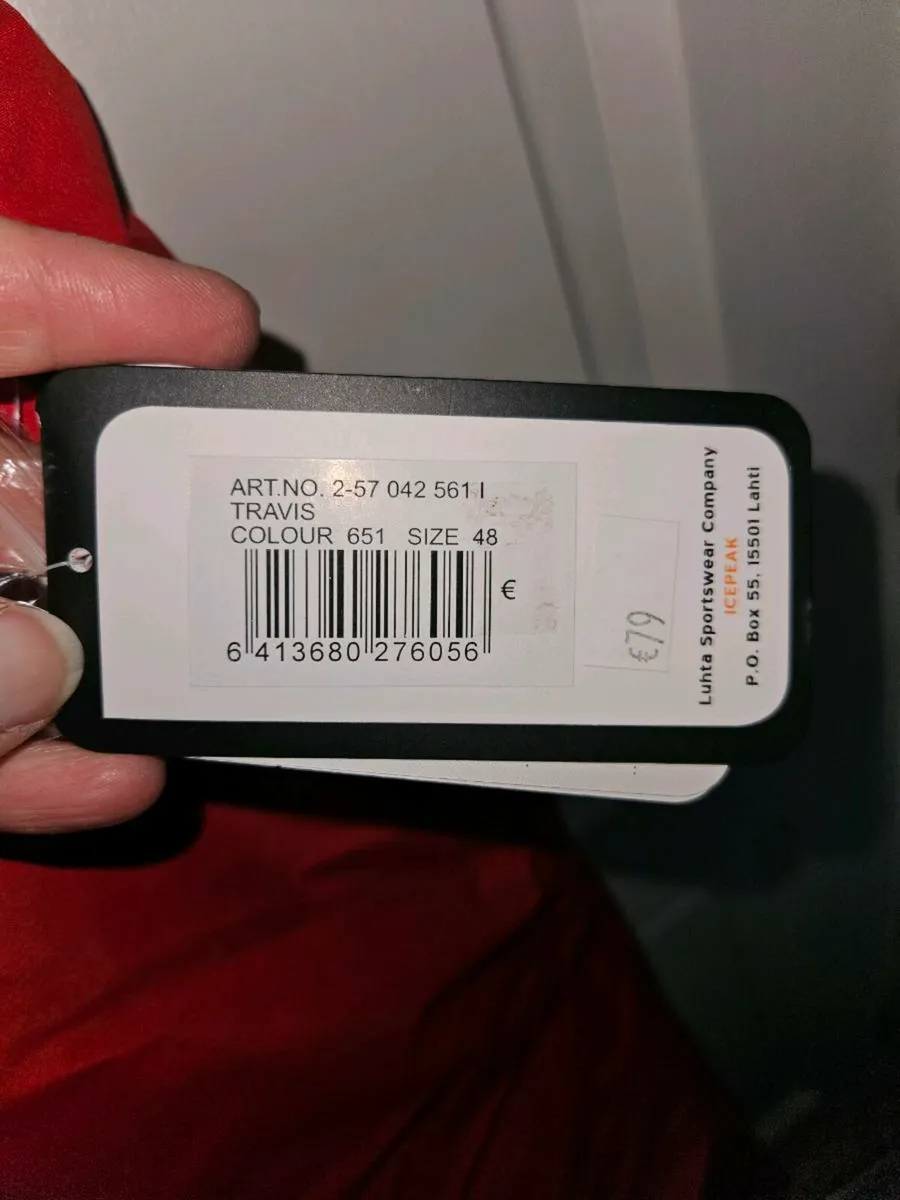 ART.NO. 2-57 042 561 I
TRAVIS
COLOUR 651 SIZE 48
€
6 413680 276056
€79
Luhta Sportswear Company
ICEPEAK
P.O. Box 55, 15501 Lahti